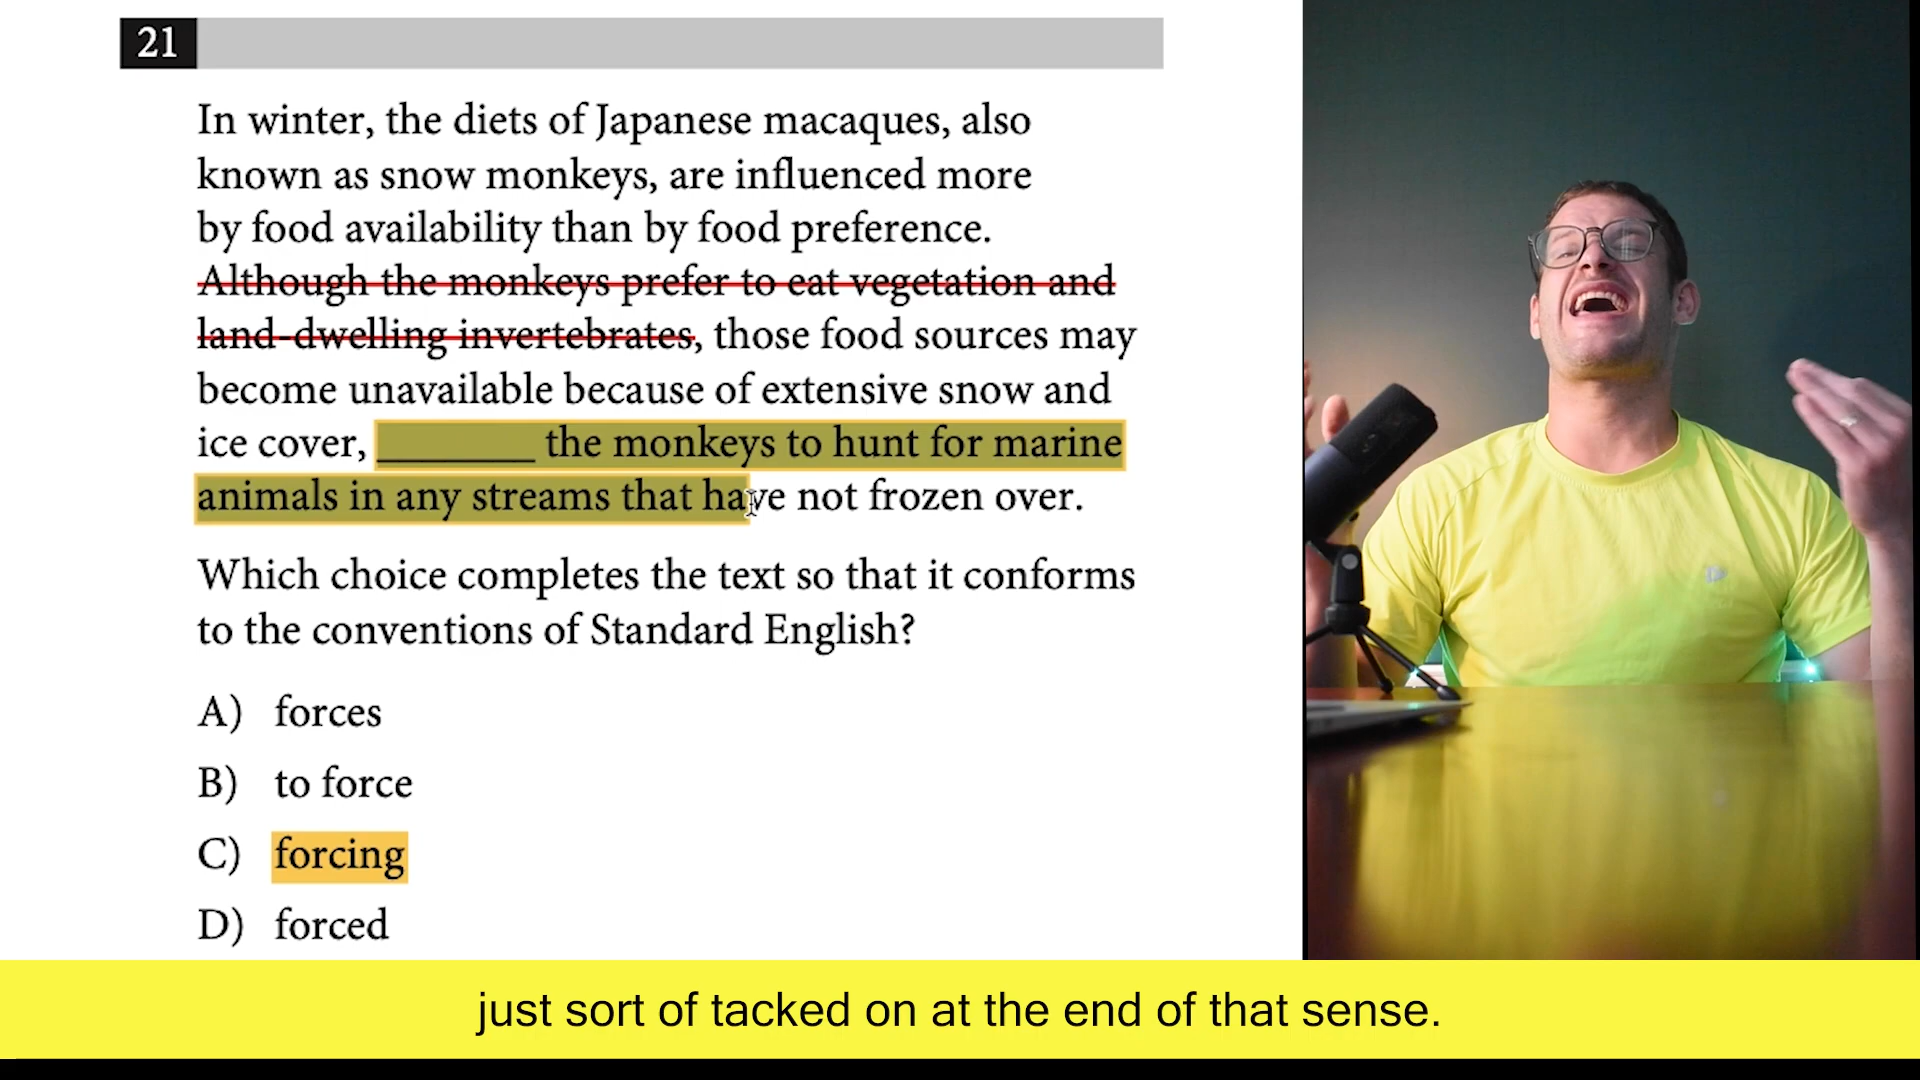 21
In winter, the diets of Japanese macaques, also
known as snow monkeys, are influenced more
by food availability than by food preference.
Although the monkeys prefer to eat vegetation and
land-dwelling invertebrates, those food sources may
become unavailable because of extensive snow and
ice cover, _______ the monkeys to hunt for marine
animals in any streams that have not frozen over.
Which choice completes the text so that it conforms
to the conventions of Standard English?
A) forces
B) to force
C) forcing
D) forced
just sort of tacked on at the end of that sense.